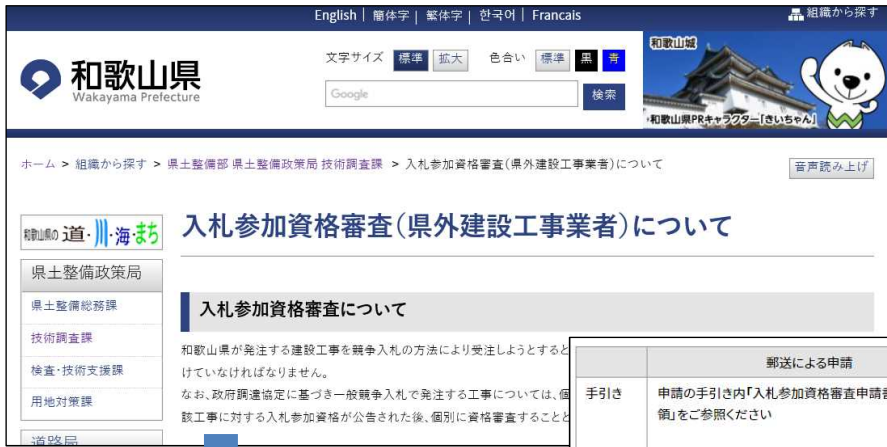 English | 簡体字 | 繁体字 | 한국어 | Francais
組織から探す
和歌山県
Wakayama Prefecture
文字サイズ 標準 拡大 色合い 標準 黒 青
Google 検索
和歌山城
和歌山県PRキャラクター「きいちゃん」
ホーム > 組織から探す > 県土整備部 県土整備政策局 技術調査課 > 入札参加資格審査(県外建設工事業者)について
音声読み上げ
和歌山県の 道・川・海・まち
入札参加資格審査(県外建設工事業者)について
県土整備政策局
県土整備総務課
技術調査課
検査・技術支援課
用地対策課
道路局
入札参加資格審査について
和歌山県が発注する建設工事を競争入札の方法により受注しようとすると
けていなければなりません。
なお、政府調達協定に基づき一般競争入札で発注する工事については、個
該工事に対する入札参加資格が公告された後、個別に資格審査することと
郵送による申請
手引き 申請の手引き内「入札参加資格審査申請書
領」をご参照ください